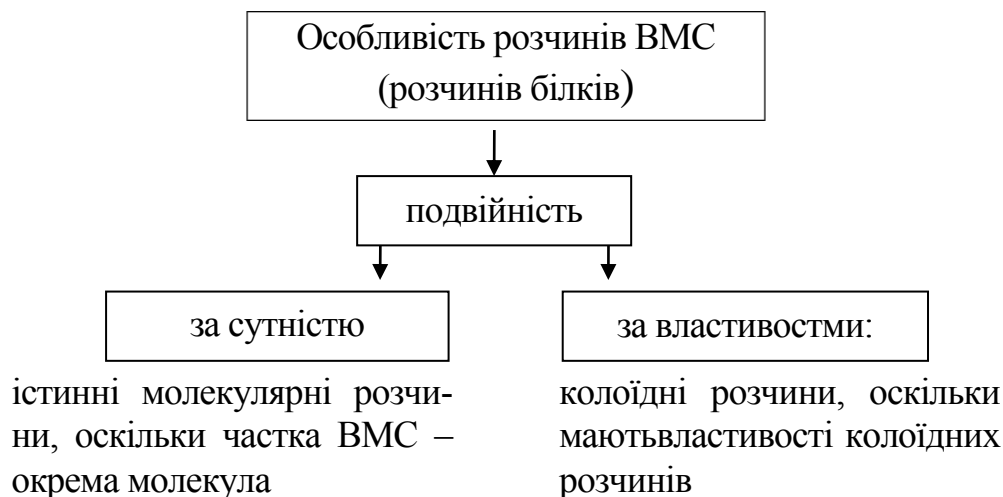 Особливість розчинів ВМС
(розчинів білків)
подвійність
за сутністю
за властивостми:
істинні молекулярні розчи-
ни, оскільки частка ВМС –
окрема молекула
колоїдні розчини, оскільки
маютьвластивості колоїдних
розчинів